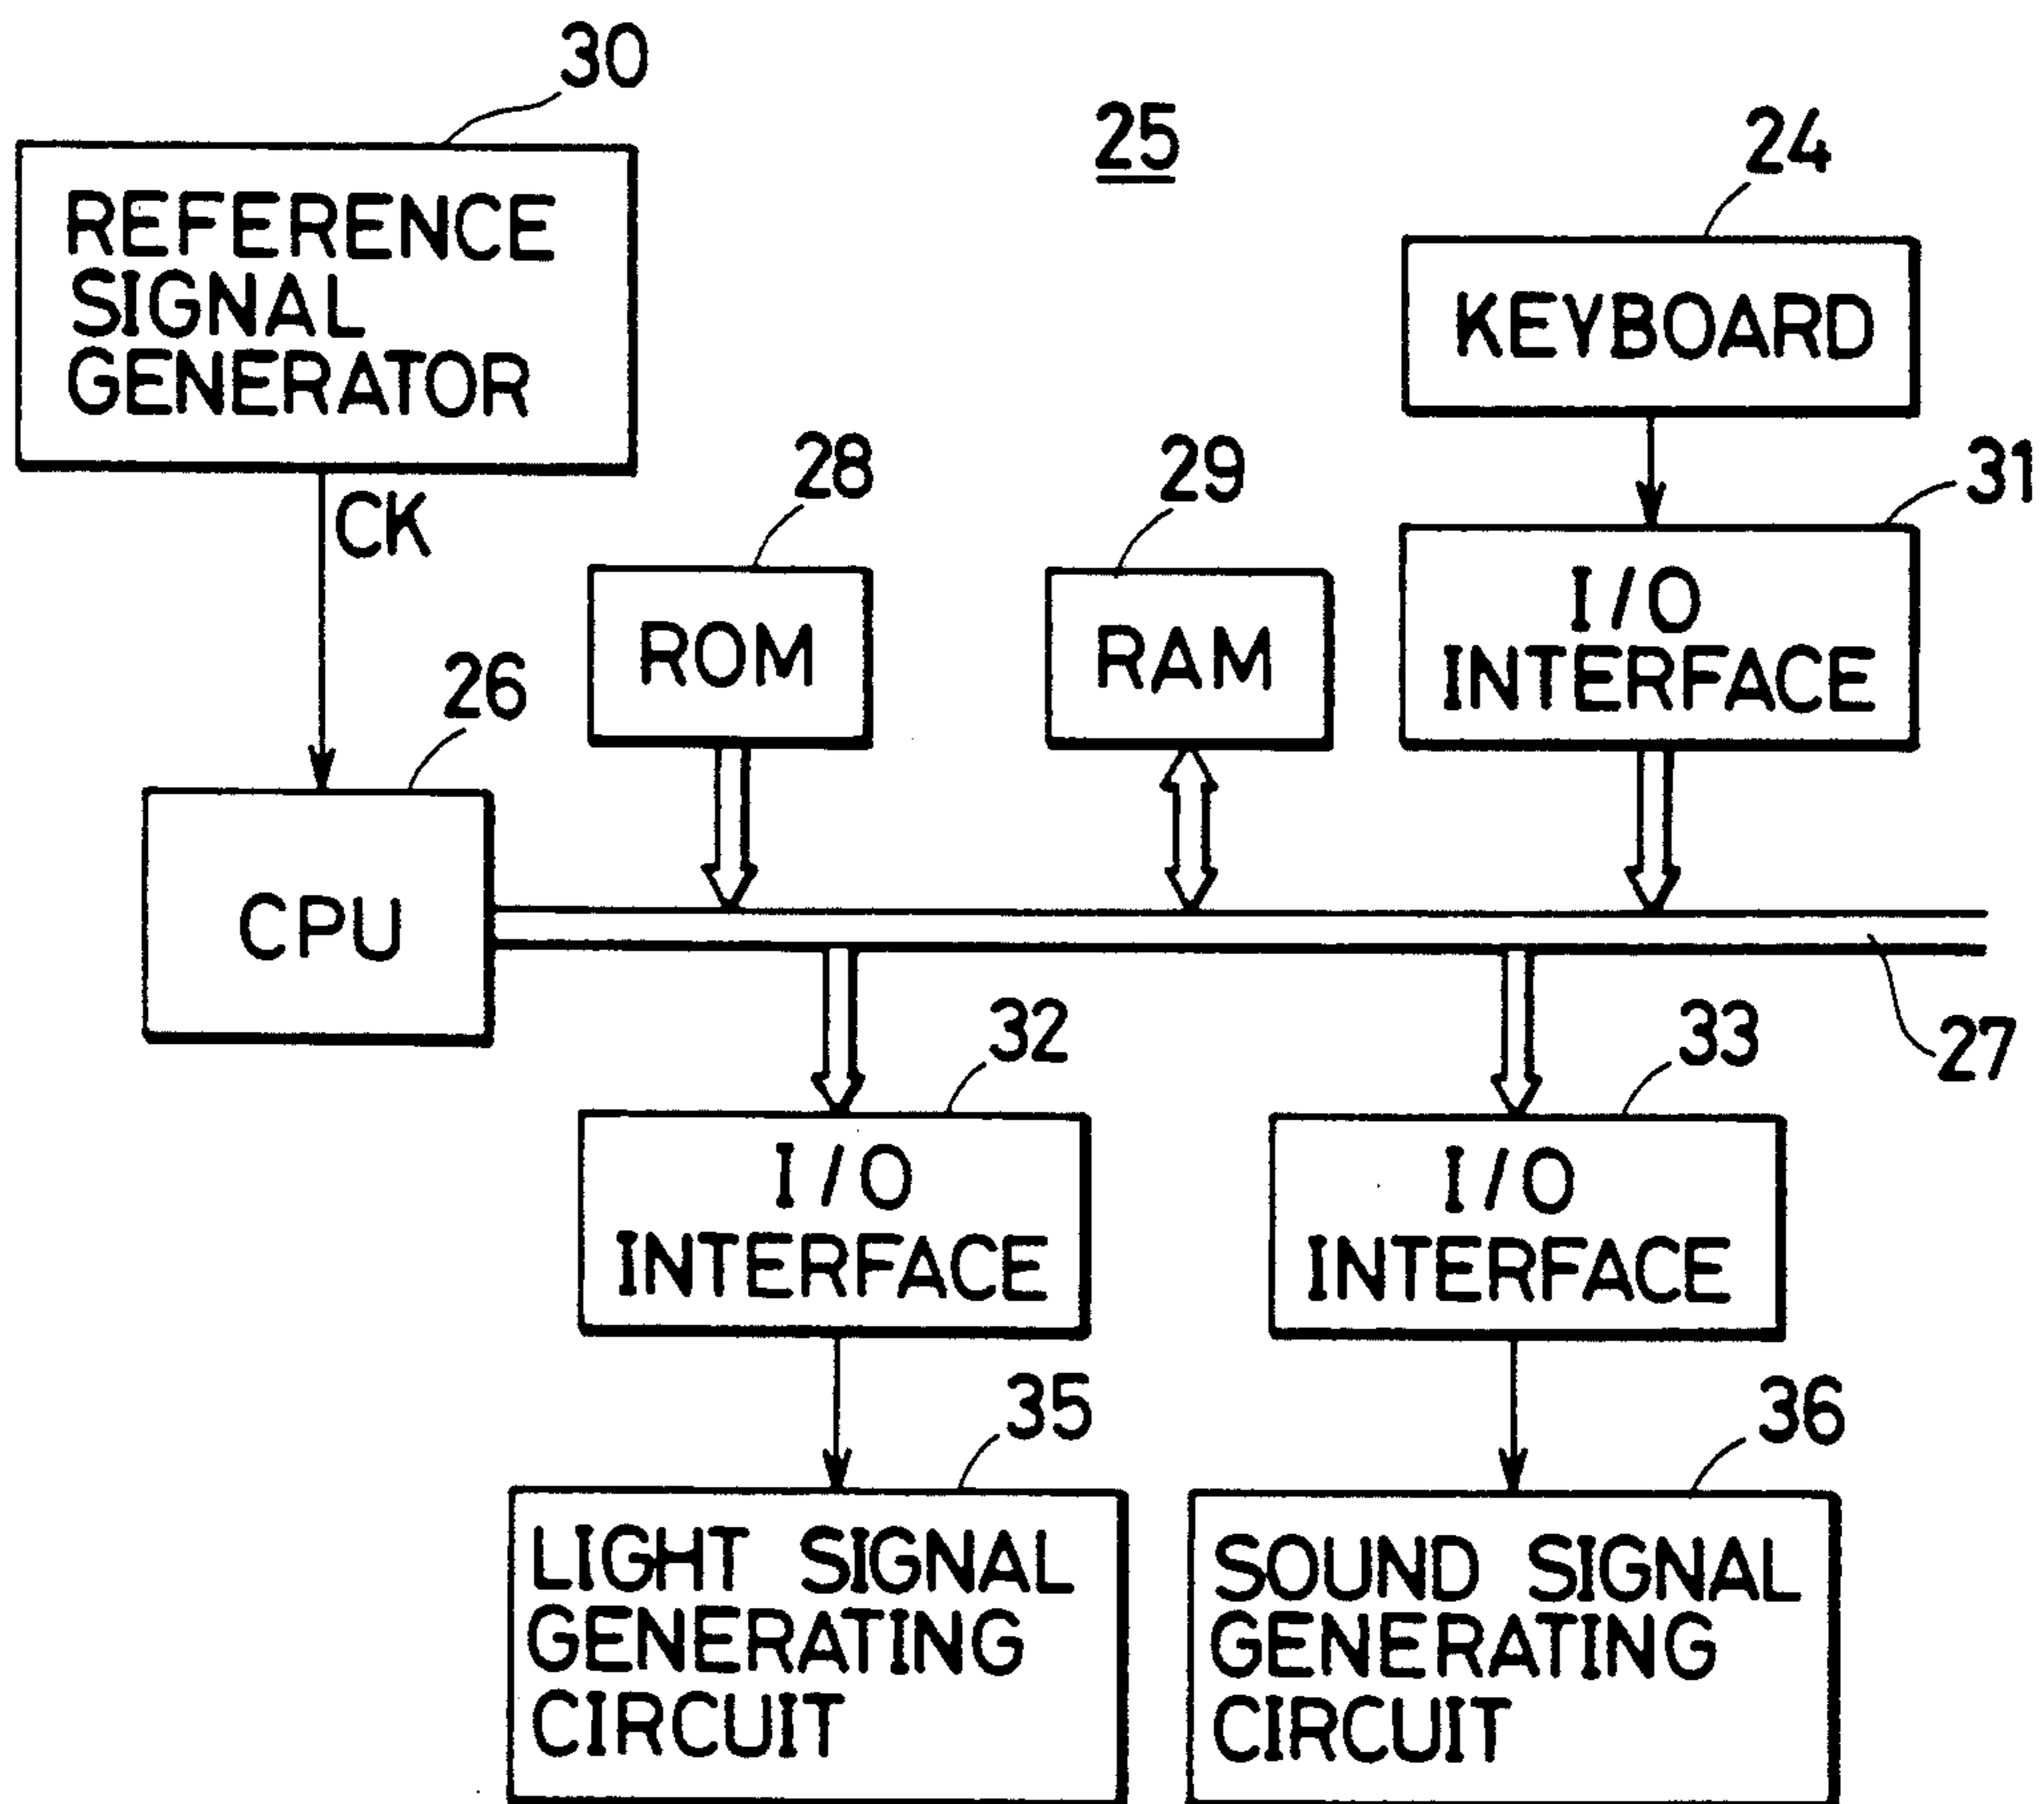 30
25
24
REFERENCE
SIGNAL
GENERATOR
KEYBOARD
CK
28
29
31
26
ROM
RAM
I/O
INTERFACE
CPU
32
33
27
I/O
INTERFACE
I/O
INTERFACE
35
36
LIGHT SIGNAL
GENERATING
CIRCUIT
SOUND SIGNAL
GENERATING
CIRCUIT